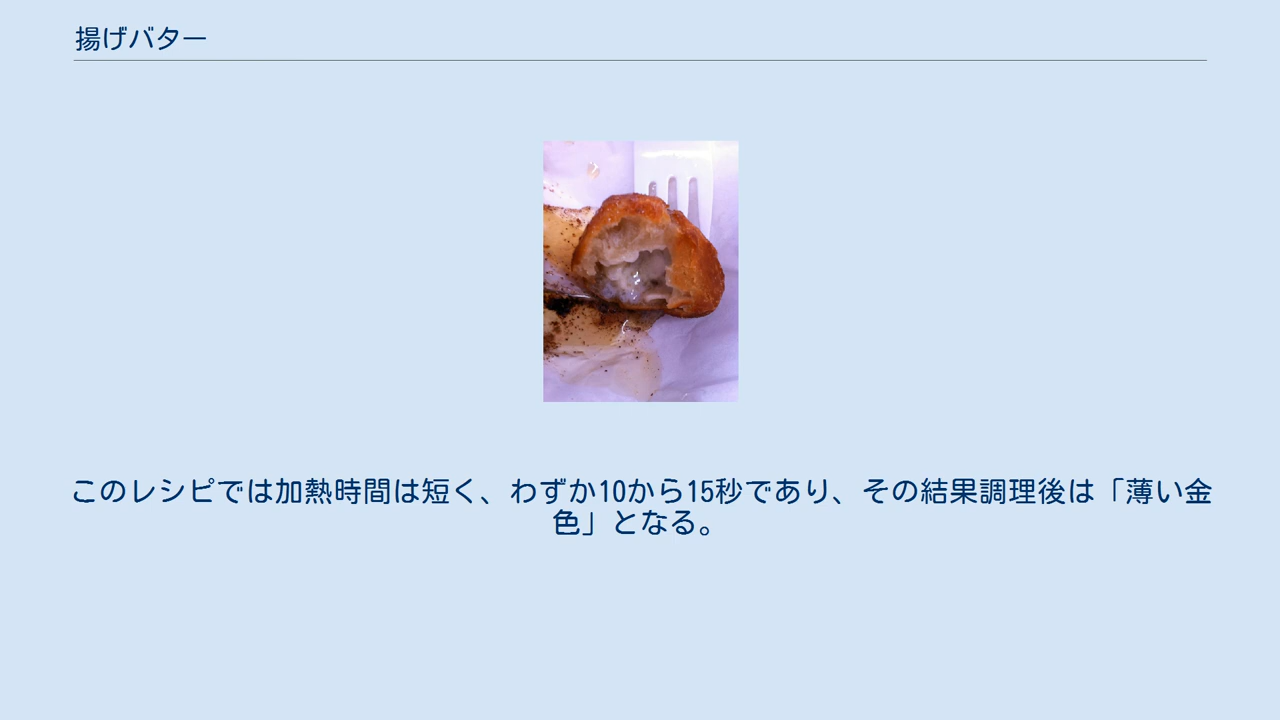 揚げバター
このレシピでは加熱時間は短く、わずか10から15秒であり、その結果調理後は「薄い金
色」となる。